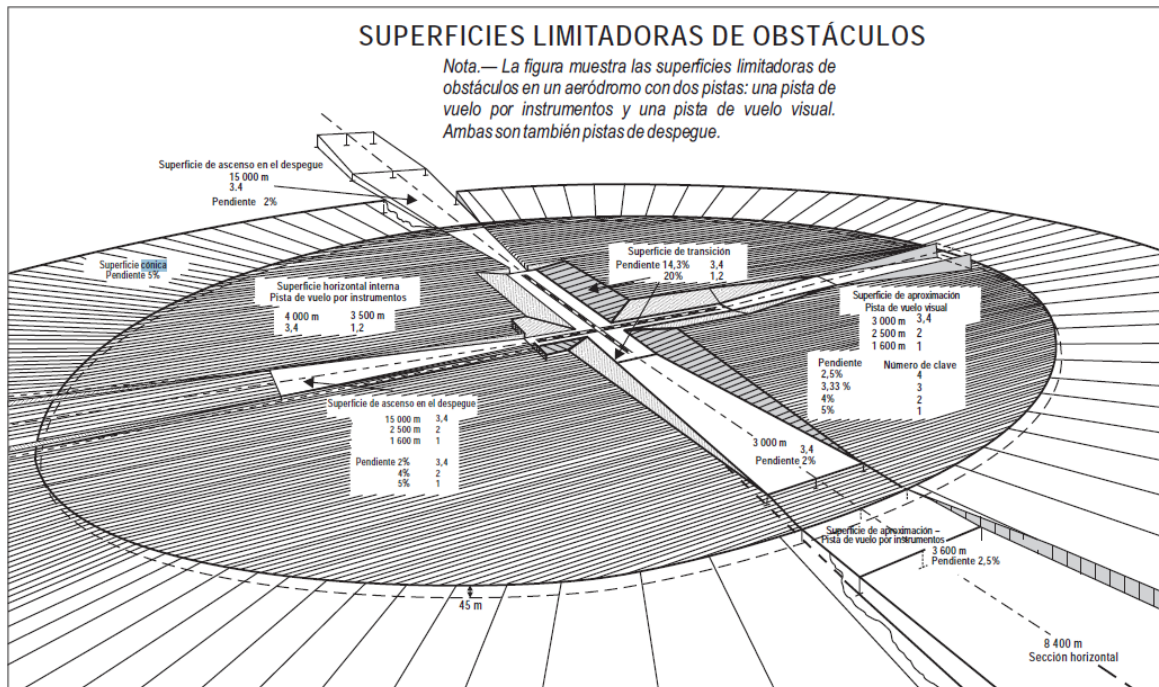 SUPERFICIES LIMITADORAS DE OBSTÁCULOS
Nota.— La figura muestra las superfícies limitadoras de
obstáculos en un aeródromo con dos pistas: una pista de
vuelo por instrumentos y una pista de vuelo visual.
Ambas son también pistas de despegue.
Superficie de ascenso en el despegue
15 000 m
3.4
Pendiente 2%
Superficie cónica
Pendiente 5%
Superficie de transición
Pendiente 14,3% 3,4
20% 1,2
Superficie horizontal interna
Pista de vuelo por instrumentos
4 000 m 3 500 m
3,4 1,2
Superficie de aproximación
Pista de vuelo visual
3 000 m 3,4
2 500 m 2
1 600 m 1
Pendiente Número de clave
2,5% 4
3,33 % 3
4% 2
5% 1
Superficie de ascenso en el despegue
15 000 m 3,4
2 500 m 2
1 600 m 1
Pendiente 2% 3,4
4% 2
5% 1
3 000 m 3,4
Pendiente 2%
Superficie de aproximación –
Pista de vuelo por instrumentos
3 600 m
Pendiente 2,5%
45 m
8 400 m
Sección horizontal